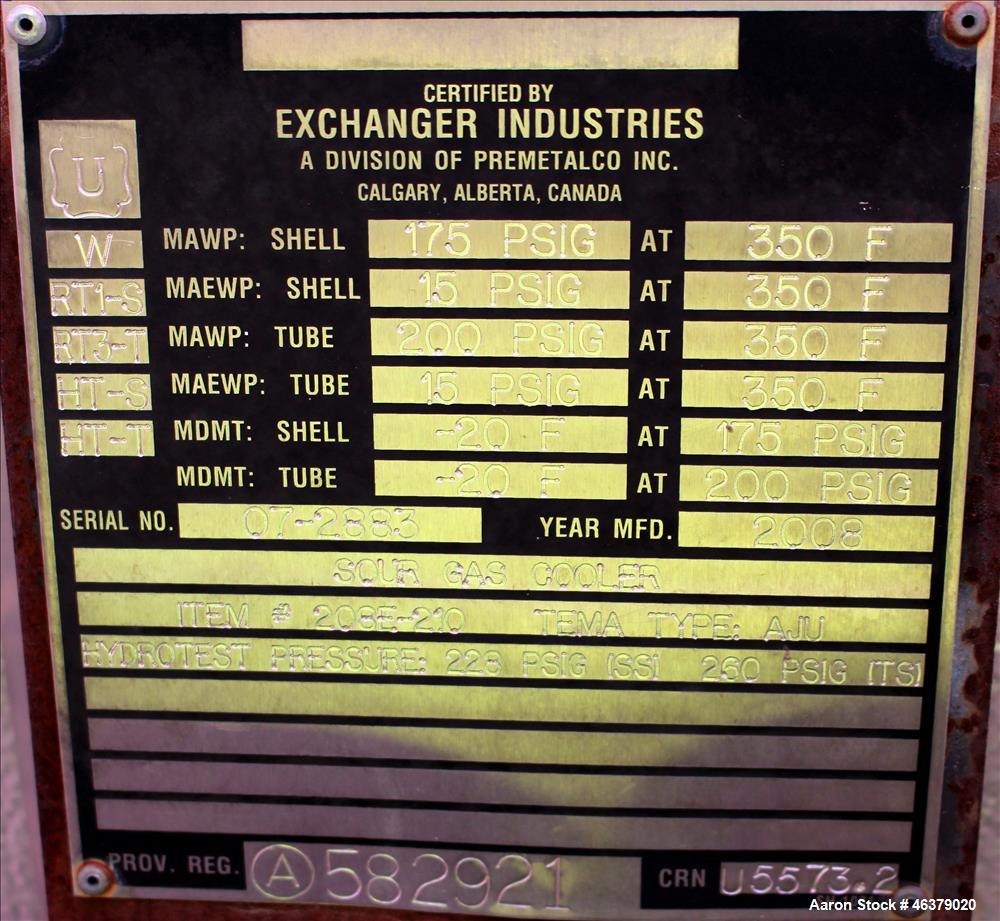 CERTIFIED BY
EXCHANGER INDUSTRIES
A DIVISION OF PREMETALCO INC.
CALGARY, ALBERTA, CANADA
U
W MAWP: SHELL 175 PSIG AT 350 F
RT1-S MAEWP: SHELL 15 PSIG AT 350 F
RT3-T MAWP: TUBE 200 PSIG AT 350 F
HT-S MAEWP: TUBE 15 PSIG AT 350 F
HT-T MDMT: SHELL -20 F AT 175 PSIG
MDMT: TUBE -20 F AT 200 PSIG
SERIAL NO. 07-2883 YEAR MFD. 2008
SOUR GAS COOLER
ITEM # 208E-210 TEMA TYPE: AJU
HYDROTEST PRESSURE: 228 PSIG (SS) 260 PSIG (TS)
PROV. REG. A 582921 CRN U5573.2
Aaron Stock # 46379020